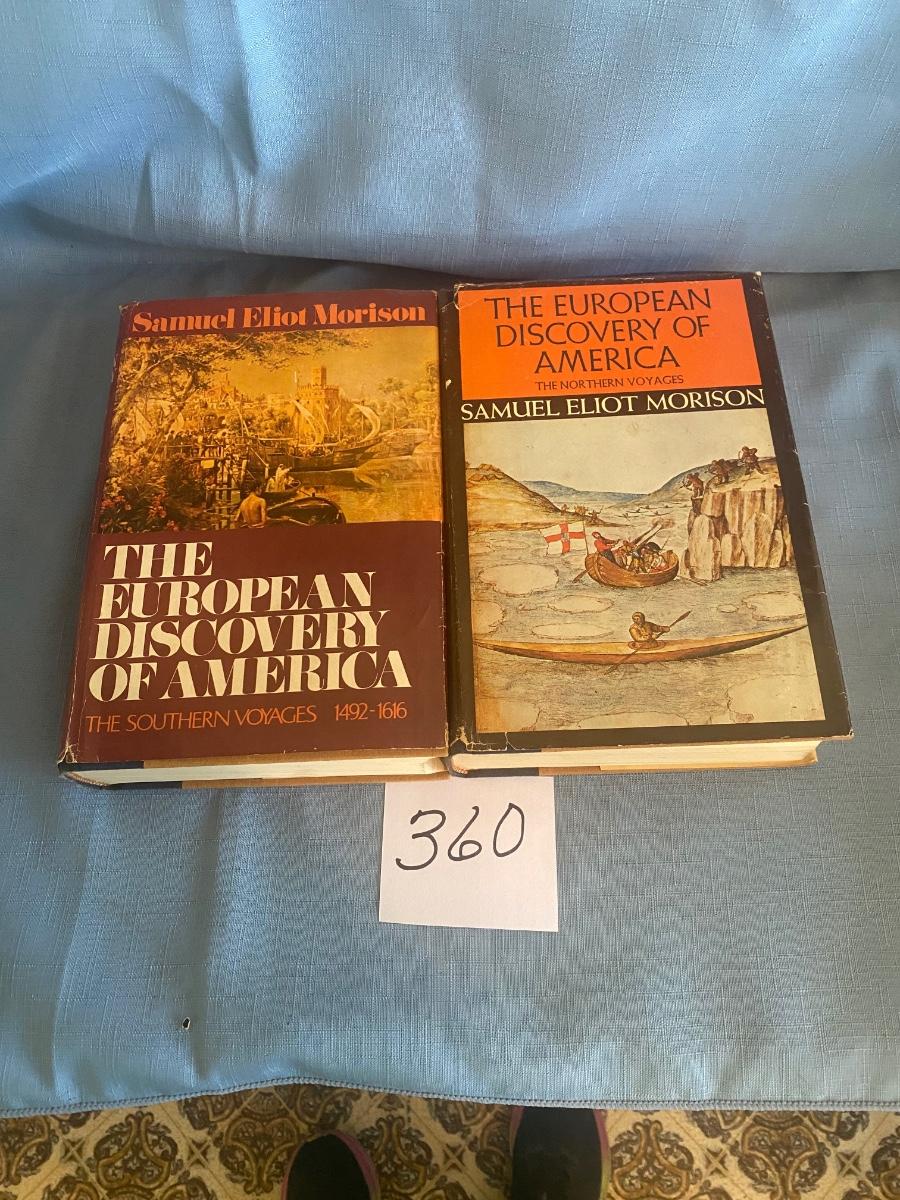 Samuel Eliot Morison
THE
EUROPEAN
DISCOVERY
OF AMERICA
THE SOUTHERN VOYAGES 1492-1616
THE EUROPEAN
DISCOVERY OF
AMERICA
THE NORTHERN VOYAGES
SAMUEL ELIOT MORISON
360